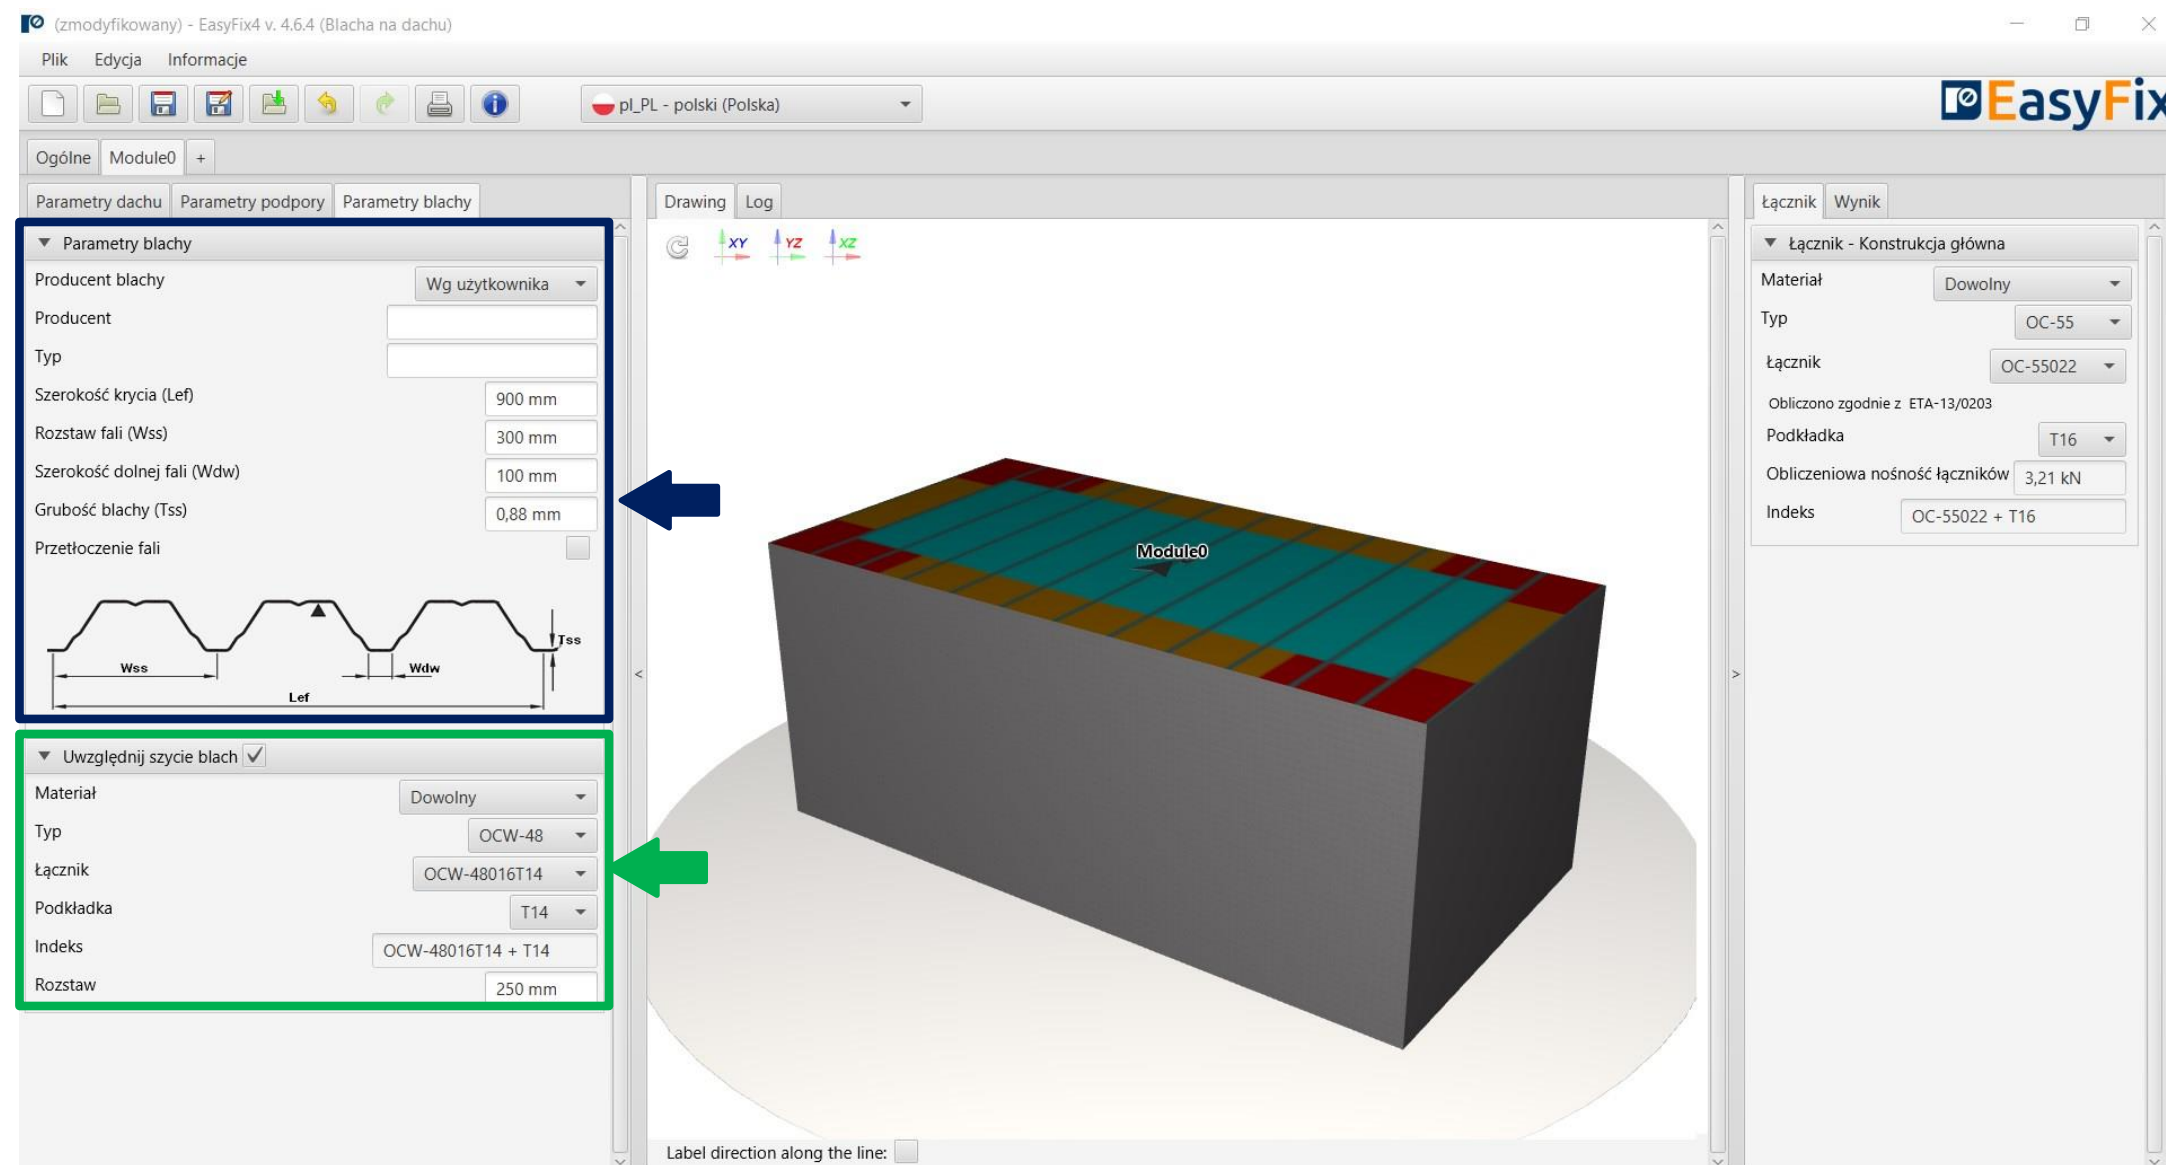 (zmodyfikowany) - EasyFix4 v. 4.6.4 (Blacha na dachu)
Plik Edycja Informacje
pl_PL - polski (Polska)
EasyFix
Ogólne Module0 +
Parametry dachu Parametry podpory Parametry blachy
Parametry blachy
Producent blachy Wg użytkownika
Producent
Typ
Szerokość krycia (Lef) 900 mm
Rozstaw fali (Wss) 300 mm
Szerokość dolnej fali (Wdw) 100 mm
Grubość blachy (Tss) 0,88 mm
Przetłoczenie fali
Tss
Wss Wdw
Lef
Uwzględnij szycie blach
Materiał Dowolny
Typ OCW-48
Łącznik OCW-48016T14
Podkładka T14
Indeks OCW-48016T14 + T14
Rozstaw 250 mm
Drawing Log
XY YZ XZ
Module0
Label direction along the line:
Łącznik Wynik
Łącznik - Konstrukcja główna
Materiał Dowolny
Typ OC-55
Łącznik OC-55022
Obliczono zgodnie z ETA-13/0203
Podkładka T16
Obliczeniowa nośność łączników 3,21 kN
Indeks OC-55022 + T16